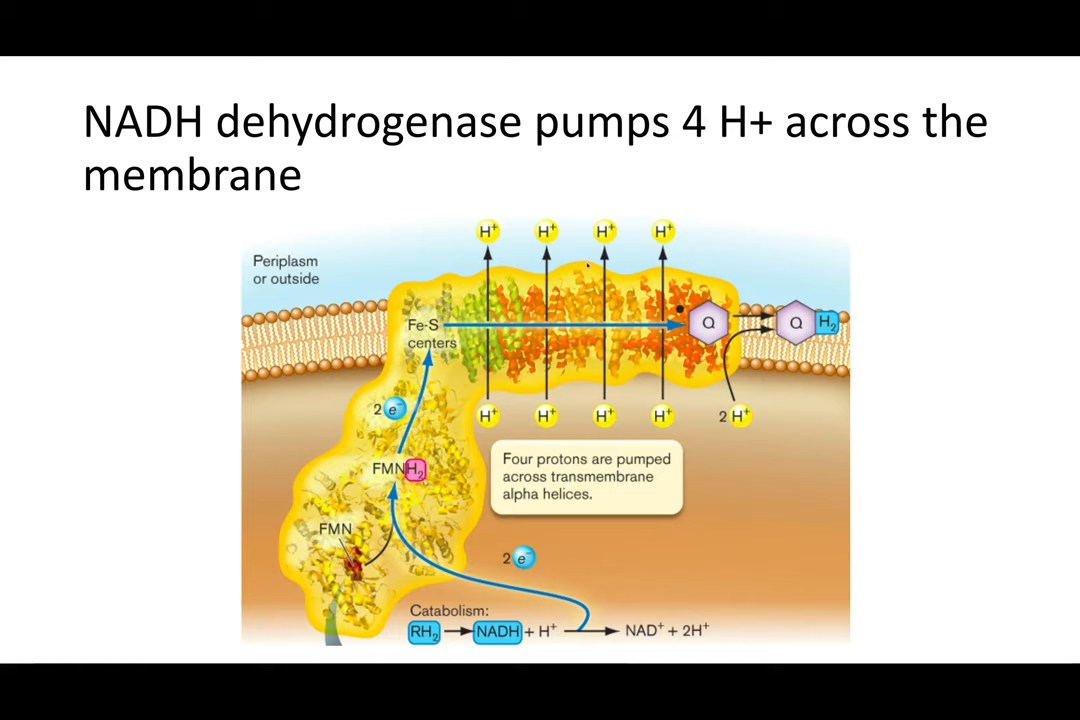 NADH dehydrogenase pumps 4 H+ across the
membrane
H⁺ H⁺ H⁺ H⁺
Periplasm
or outside
Fe-S
centers
Q Q H₂
2 e⁻
H⁺ H⁺ H⁺ H⁺ 2 H⁺
FMNH₂
Four protons are pumped
across transmembrane
alpha helices.
FMN
2 e⁻
Catabolism:
RH₂ NADH + H⁺ NAD⁺ + 2H⁺